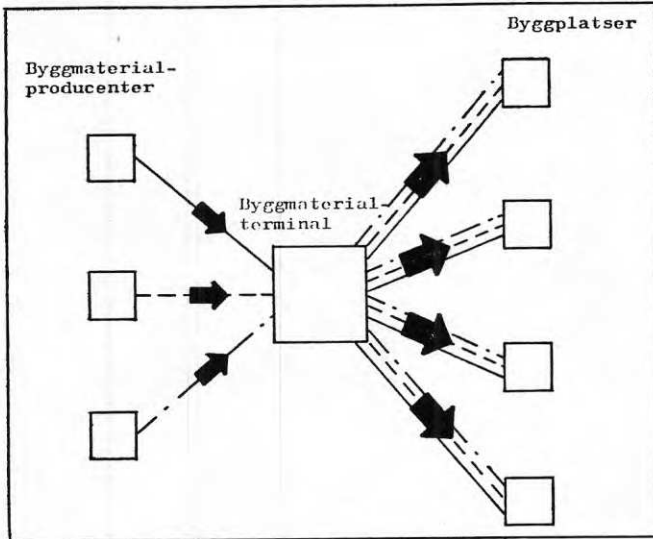 Byggplatser
Byggmaterial-
producenter
Byggmaterial-
terminal